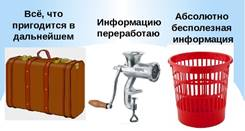 Всё, что
пригодится в
дальнейшем
Информацию
переработаю
Абсолютно
бесполезная
информация